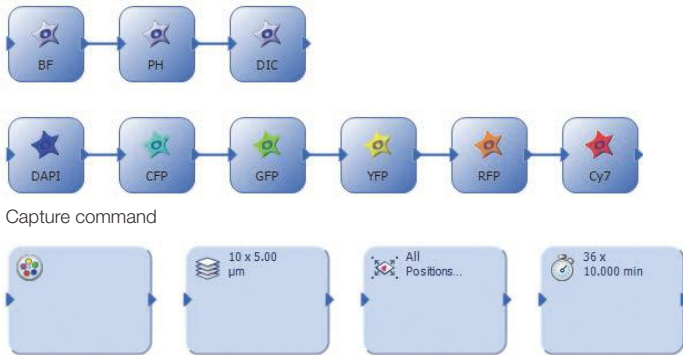 BF PH DIC
DAPI CFP GFP YFP RFP Cy7
Capture command
10 x 5.00
µm
All
Positions...
36 x
10.000 min